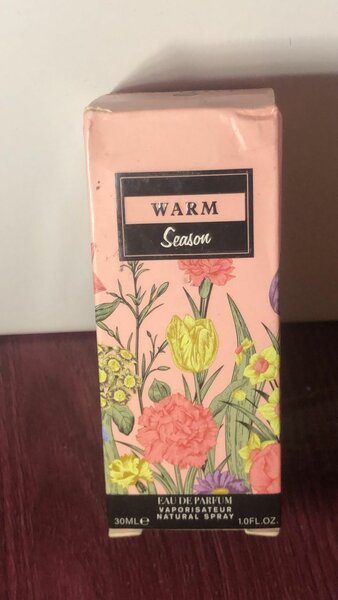 WARM
Season
EAU DE PARFUM
VAPORISATEUR
30ML℮ NATURAL SPRAY 1.0FL.OZ.